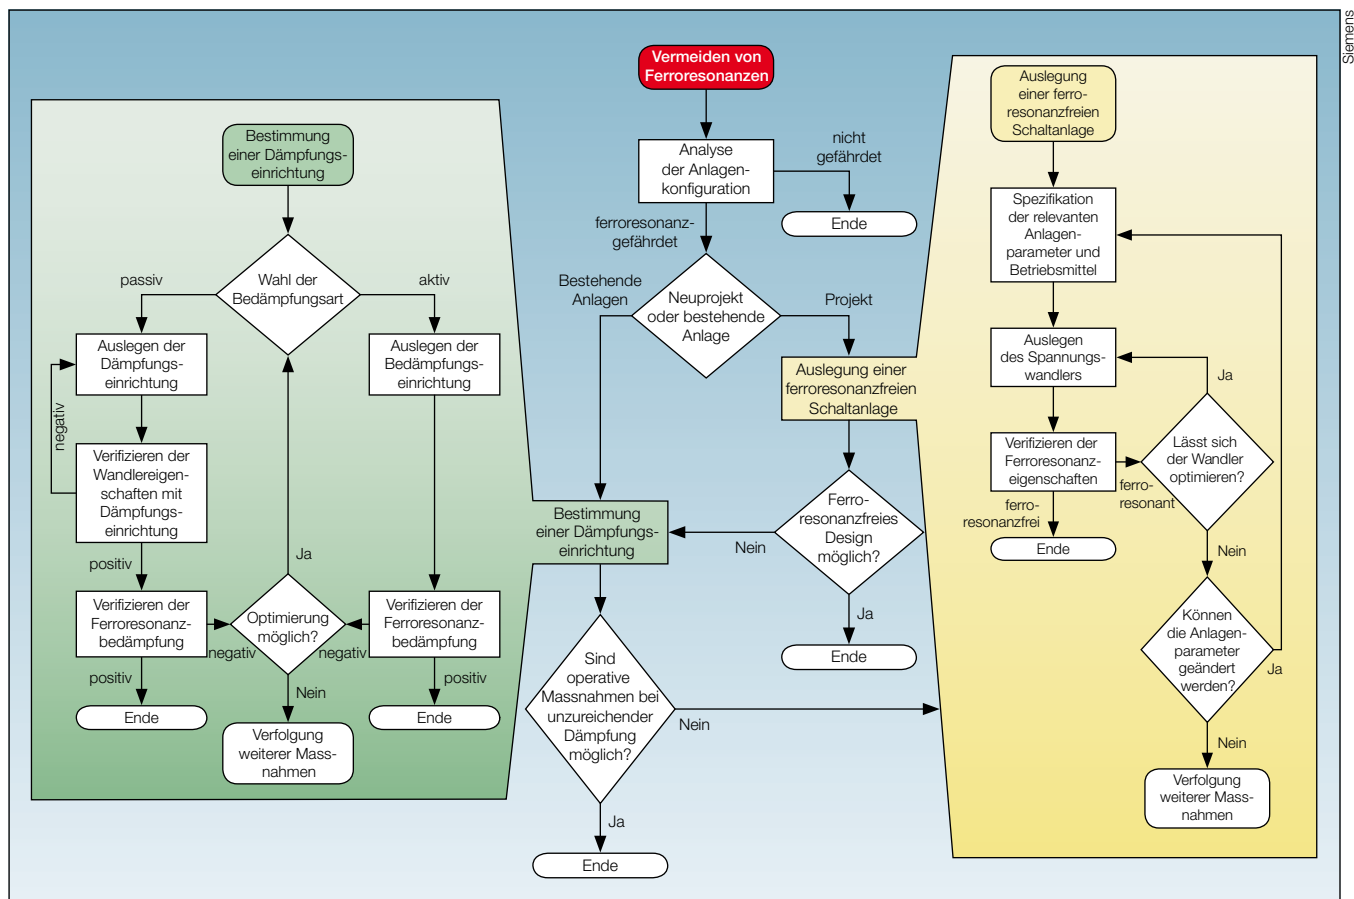 Siemens
Vermeiden von
Ferroresonanzen
Analyse
der Anlagen-
konfiguration
nicht
gefährdet
Ende
ferroresonanz-
gefährdet
Neuprojekt
oder bestehende
Anlage
Bestehende
Anlagen
Projekt
Auslegung einer
ferroresonanzfreien
Schaltanlage
Ferro-
resonanzfreies
Design
möglich?
Nein
Ja
Ende
Bestimmung
einer Dämpfungs-
einrichtung
Sind
operative
Massnahmen bei
unzureichender
Dämpfung
möglich?
Nein
Ja
Ende
Bestimmung
einer Dämpfungs-
einrichtung
Wahl der
Bedämpfungsart
passiv
aktiv
Auslegen der
Dämpfungs-
einrichtung
negativ
Verifizieren der
Wandlereigen-
schaften mit
Dämpfungs-
einrichtung
positiv
Verifizieren der
Ferroresonanz-
bedämpfung
negativ
positiv
Ende
Auslegen der
Bedämpfungs-
einrichtung
Verifizieren der
Ferroresonanz-
bedämpfung
negativ
positiv
Ende
Optimierung
möglich?
Ja
Nein
Verfolgung
weiterer Mass-
nahmen
Auslegung
einer ferro-
resonanzfreien
Schaltanlage
Spezifikation
der relevanten
Anlagen-
parameter und
Betriebsmittel
Auslegen
des Spannungs-
wandlers
Verifizieren der
Ferroresonanz-
eigenschaften
ferro-
resonant
ferro-
resonanzfrei
Ende
Lässt sich
der Wandler
optimieren?
Ja
Nein
Können
die Anlagen-
parameter
geändert
werden?
Ja
Nein
Verfolgung
weiterer Mass-
nahmen